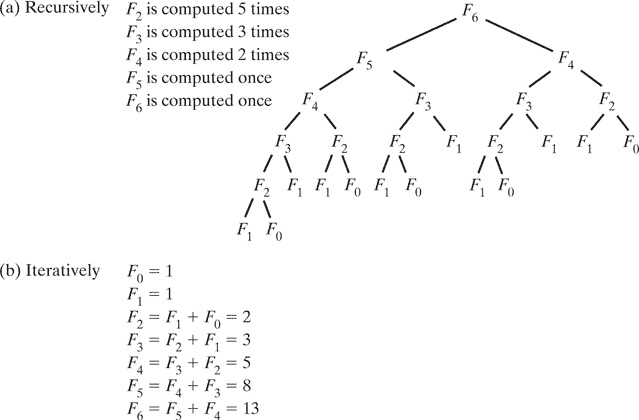 (a) Recursively F₂ is computed 5 times
F₃ is computed 3 times
F₄ is computed 2 times
F₅ is computed once
F₆ is computed once
F₆
F₅ F₄
F₄ F₃ F₃ F₂
F₃ F₂ F₂ F₁ F₂ F₁ F₁ F₀
F₂ F₁ F₁ F₀ F₁ F₀ F₁ F₀
F₁ F₀
(b) Iteratively F₀ = 1
F₁ = 1
F₂ = F₁ + F₀ = 2
F₃ = F₂ + F₁ = 3
F₄ = F₃ + F₂ = 5
F₅ = F₄ + F₃ = 8
F₆ = F₅ + F₄ = 13